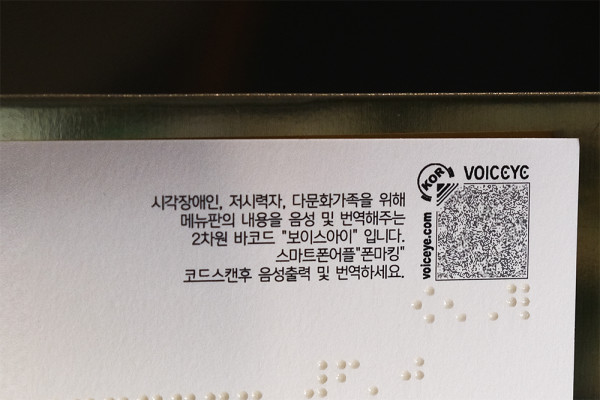 KOR VOICEYE
시각장애인, 저시력자, 다문화가족을 위해
메뉴판의 내용을 음성 및 번역해주는
2차원 바코드 "보이스아이" 입니다.
스마트폰어플"폰마킹"
코드스캔후 음성출력 및 번역하세요.
voiceye.com